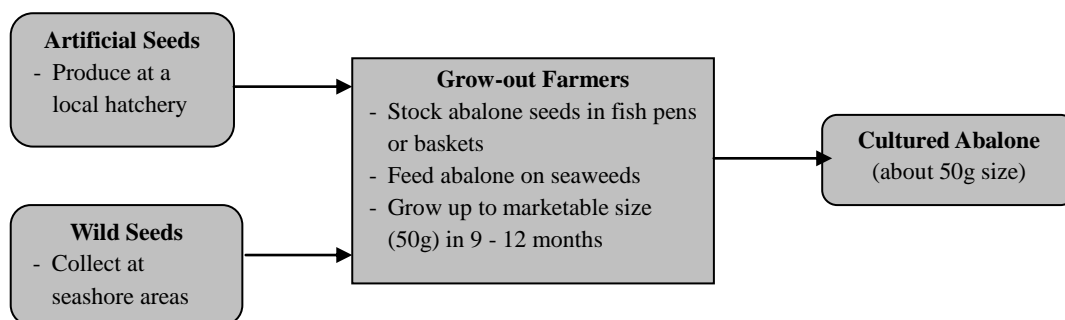 Artificial Seeds
- Produce at a
local hatchery
Wild Seeds
- Collect at
seashore areas
Grow-out Farmers
- Stock abalone seeds in fish pens
or baskets
- Feed abalone on seaweeds
- Grow up to marketable size
(50g) in 9 - 12 months
Cultured Abalone
(about 50g size)